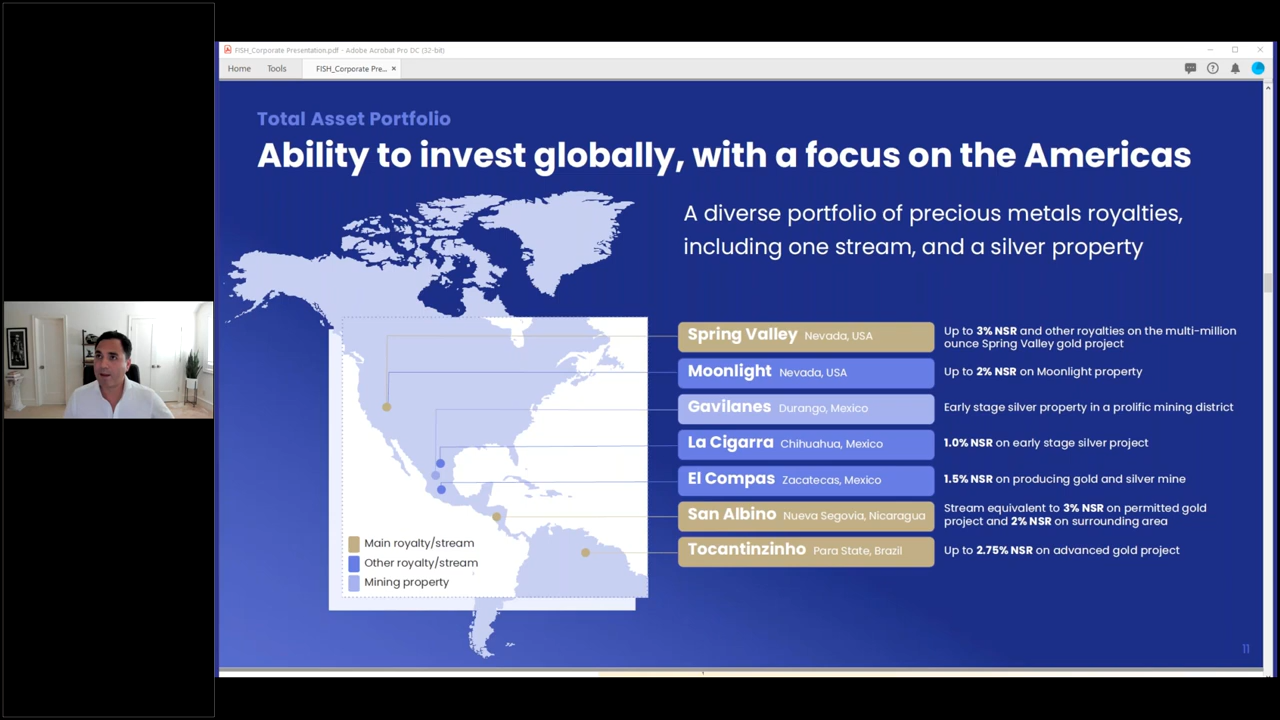 FISH_Corporate Presentation.pdf - Adobe Acrobat Pro DC (32-bit)
Home Tools FISH_Corporate Pre... ×
Total Asset Portfolio
Ability to invest globally, with a focus on the Americas
A diverse portfolio of precious metals royalties,
including one stream, and a silver property
Spring Valley Nevada, USA
Up to 3% NSR and other royalties on the multi-million
ounce Spring Valley gold project
Moonlight Nevada, USA
Up to 2% NSR on Moonlight property
Gavilanes Durango, Mexico
Early stage silver property in a prolific mining district
La Cigarra Chihuahua, Mexico
1.0% NSR on early stage silver project
El Compas Zacatecas, Mexico
1.5% NSR on producing gold and silver mine
San Albino Nueva Segovia, Nicaragua
Stream equivalent to 3% NSR on permitted gold
project and 2% NSR on surrounding area
Tocantinzinho Para State, Brazil
Up to 2.75% NSR on advanced gold project
Main royalty/stream
Other royalty/stream
Mining property
11